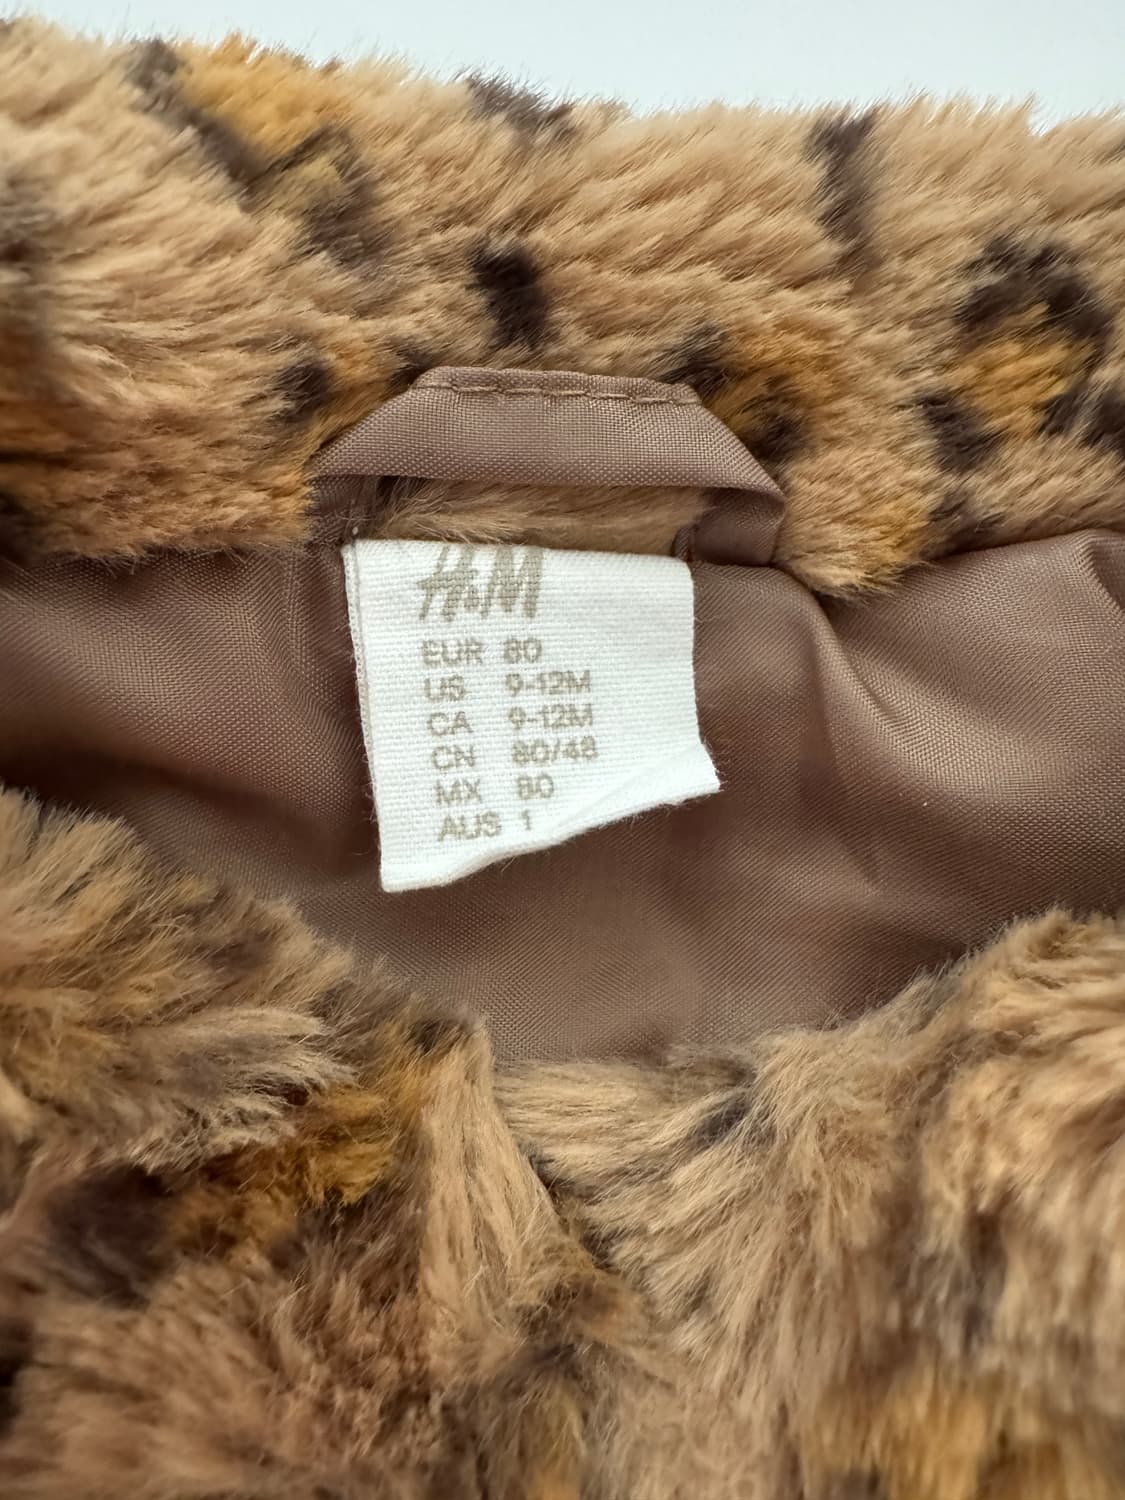 H&M
EUR 80
US 9-12M
CA 9-12M
CN 80/48
MX 80
AUS 1